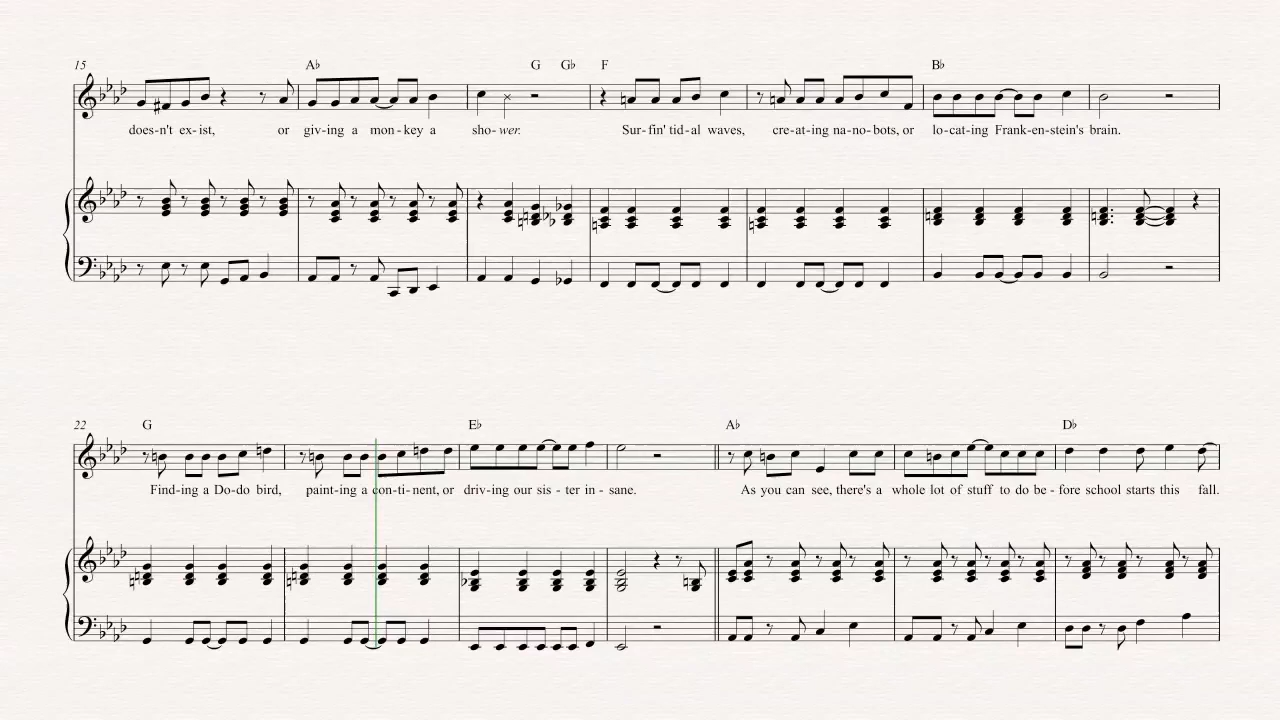 15 A♭ G G♭ F B♭
does-n't ex-ist, or giv-ing a mon-key a sho-wer. Sur-fin' tid-al waves, cre-at-ing na-no-bots, or lo-cat-ing Frank-en-stein's brain.
22 G E♭ A♭ D♭
Find-ing a Do-do bird, paint-ing a con-ti-nent, or driv-ing our sis-ter in-sane. As you can see, there's a whole lot of stuff to do be-fore school starts this fall.